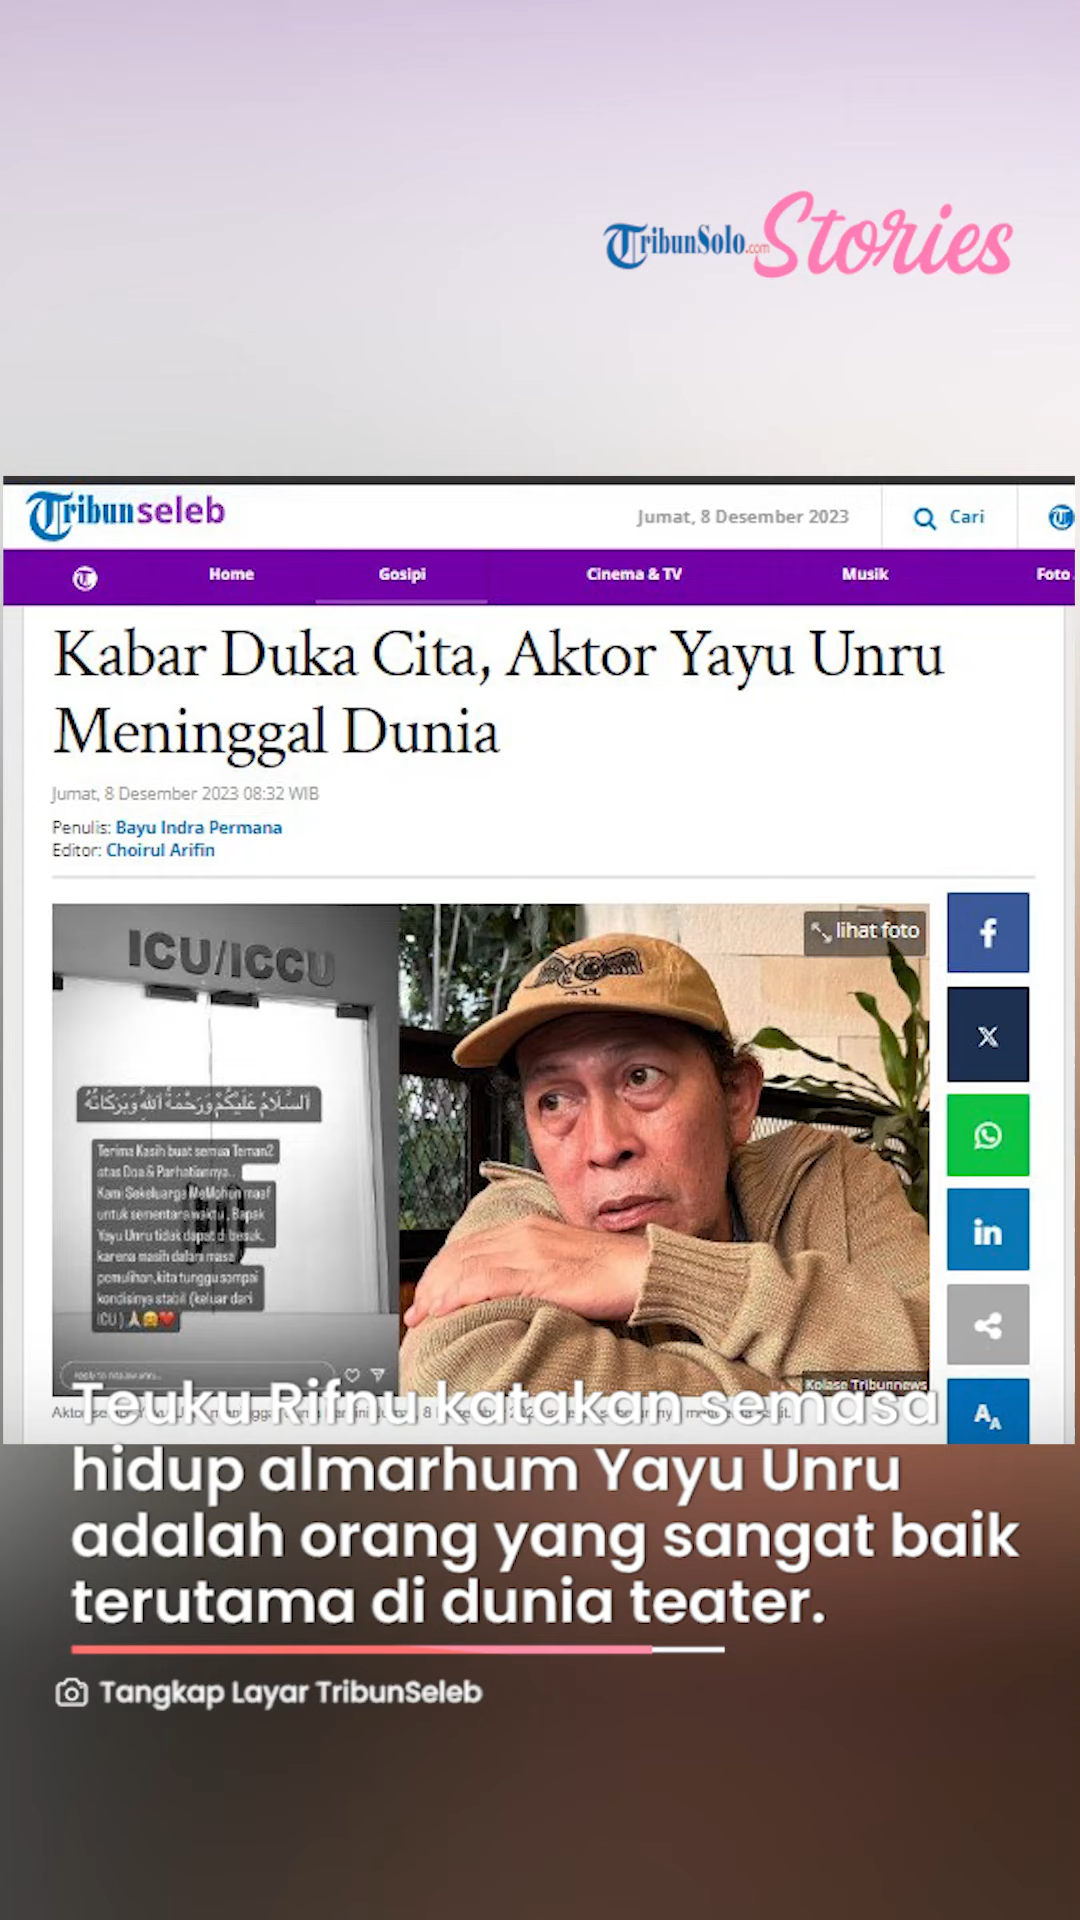 TribunSolo.com Stories
Tribunseleb
Jumat, 8 Desember 2023
Cari
Home
Gosipi
Cinema & TV
Musik
Foto
Kabar Duka Cita, Aktor Yayu Unru
Meninggal Dunia
Jumat, 8 Desember 2023 08:32 WIB
Penulis: Bayu Indra Permana
Editor: Choirul Arifin
lihat foto
ICU/ICCU
اَلسَّلاَمُ عَلَيْكُمْ وَرَحْمَةُ اللهِ وَبَرَكَاتُهُ
Terima Kasih buat semua Teman2
atas Doa & Parhatiannya..
Kami Sekeluarga MeMohon maaf
untuk sementara waktu, Bapak
Yayu Unru tidak dapat di besuk,
karena masih dalam masa
pemulihan,kita tunggu sampai
kondisinya stabil (keluar dari
ICU )
Kolase Tribunnews
Teuku Rifnu katakan semasa
hidup almarhum Yayu Unru
adalah orang yang sangat baik
terutama di dunia teater.
Tangkap Layar TribunSeleb